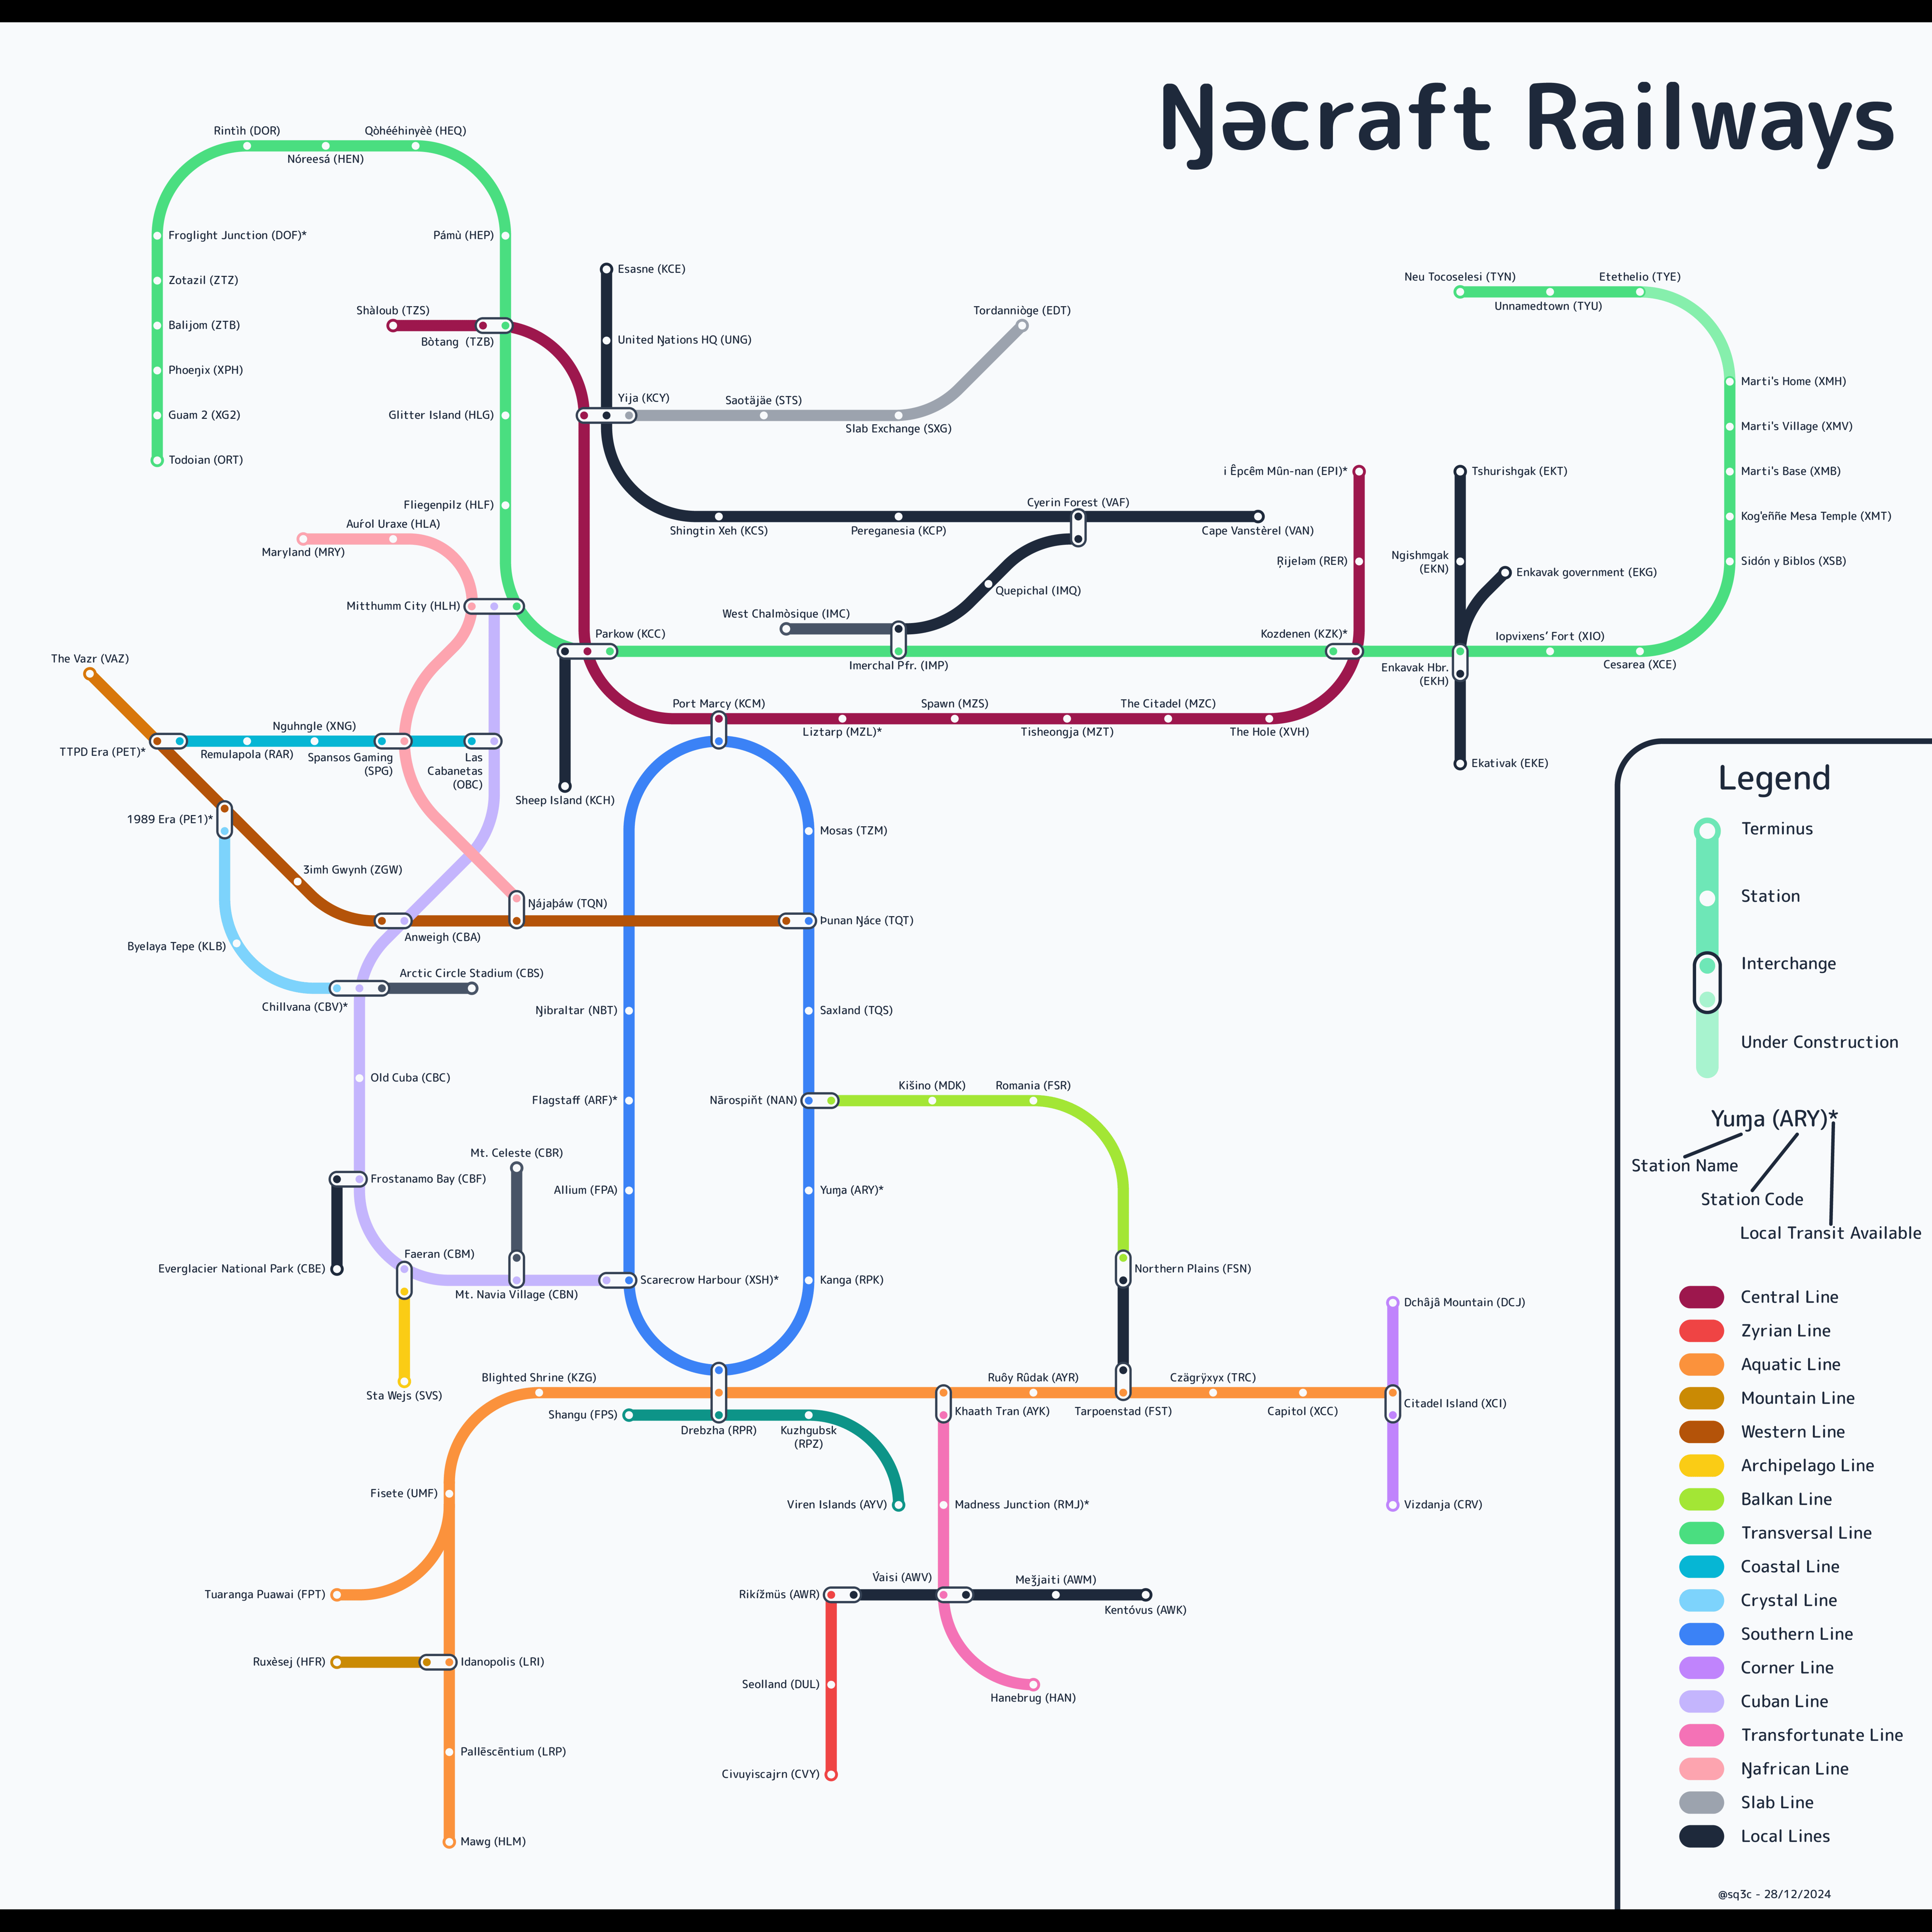 Ŋəcraft Railways
Rintìh (DOR)
Qòhééhinyèè (HEQ)
Nóreesá (HEN)
Froglight Junction (DOF)*
Pámù (HEP)
Zotazil (ZTZ)
Balijom (ZTB)
Phoeŋix (XPH)
Guam 2 (XG2)
Todoian (ORT)
Shàloub (TZS)
Bòtang (TZB)
Glitter Island (HLG)
Fliegenpilz (HLF)
Esasne (KCE)
United Ŋations HQ (UNG)
Yija (KCY)
Saotäjäe (STS)
Slab Exchange (SXG)
Tordanniòge (EDT)
Neu Tocoselesi (TYN)
Etethelio (TYE)
Unnamedtown (TYU)
Marti's Home (XMH)
Marti's Village (XMV)
Marti's Base (XMB)
Kog'eññe Mesa Temple (XMT)
Sidón y Biblos (XSB)
Shingtin Xeh (KCS)
Pereganesia (KCP)
Cyerin Forest (VAF)
Cape Vanstèrel (VAN)
Quepichal (IMQ)
West Chalmòsique (IMC)
Imerchal Pfr. (IMP)
i Êpcêm Mûn-nan (EPI)*
Ŗijeləm (RER)
Kozdenen (KZK)*
Tshurishgak (EKT)
Ngishmgak
(EKN)
Enkavak government (EKG)
Enkavak Hbr.
(EKH)
Iopvixens’ Fort (XIO)
Cesarea (XCE)
Ekativak (EKE)
Auŕol Uraxe (HLA)
Maryland (MRY)
Mitthumm City (HLH)
Parkow (KCC)
Sheep Island (KCH)
Port Marcy (KCM)
Liztarp (MZL)*
Spawn (MZS)
Tisheongja (MZT)
The Citadel (MZC)
The Hole (XVH)
The Vazr (VAZ)
TTPD Era (PET)*
Nguhngle (XNG)
Remulapola (RAR)
Spansos Gaming
(SPG)
Las
Cabanetas
(OBC)
1989 Era (PE1)*
Ʒimh Gwynh (ZGW)
Byelaya Tepe (KLB)
Anweigh (CBA)
Ŋájaþáw (TQN)
Mosas (TZM)
Þunan Ŋáce (TQT)
Arctic Circle Stadium (CBS)
Chillvana (CBV)*
Ŋibraltar (NBT)
Saxland (TQS)
Old Cuba (CBC)
Flagstaff (ARF)*
Nãrospiňt (NAN)
Kišino (MDK)
Romania (FSR)
Mt. Celeste (CBR)
Frostanamo Bay (CBF)
Allium (FPA)
Yuɱa (ARY)*
Everglacier National Park (CBE)
Faeran (CBM)
Mt. Navia Village (CBN)
Scarecrow Harbour (XSH)*
Kanga (RPK)
Northern Plains (FSN)
Sta Wejs (SVS)
Blighted Shrine (KZG)
Shangu (FPS)
Drebzha (RPR)
Kuzhgubsk
(RPZ)
Viren Islands (AYV)
Khaath Tran (AYK)
Ruôy Rûdak (AYR)
Tarpoenstad (FST)
Czägrÿxyx (TRC)
Capitol (XCC)
Dchâjâ Mountain (DCJ)
Citadel Island (XCI)
Vizdanja (CRV)
Fisete (UMF)
Tuaranga Puawai (FPT)
Ruxèsej (HFR)
Idanopolis (LRI)
Pallēscēntium (LRP)
Mawg (HLM)
Madness Junction (RMJ)*
Rikížmüs (AWR)
V́aisi (AWV)
Meǯjaiti (AWM)
Kentóvus (AWK)
Seolland (DUL)
Hanebrug (HAN)
Civuyiscajrn (CVY)
Legend
Terminus
Station
Interchange
Under Construction
Yuɱa (ARY)*
Station Name
Station Code
Local Transit Available
Central Line
Zyrian Line
Aquatic Line
Mountain Line
Western Line
Archipelago Line
Balkan Line
Transversal Line
Coastal Line
Crystal Line
Southern Line
Corner Line
Cuban Line
Transfortunate Line
Ŋafrican Line
Slab Line
Local Lines
@sq3c - 28/12/2024